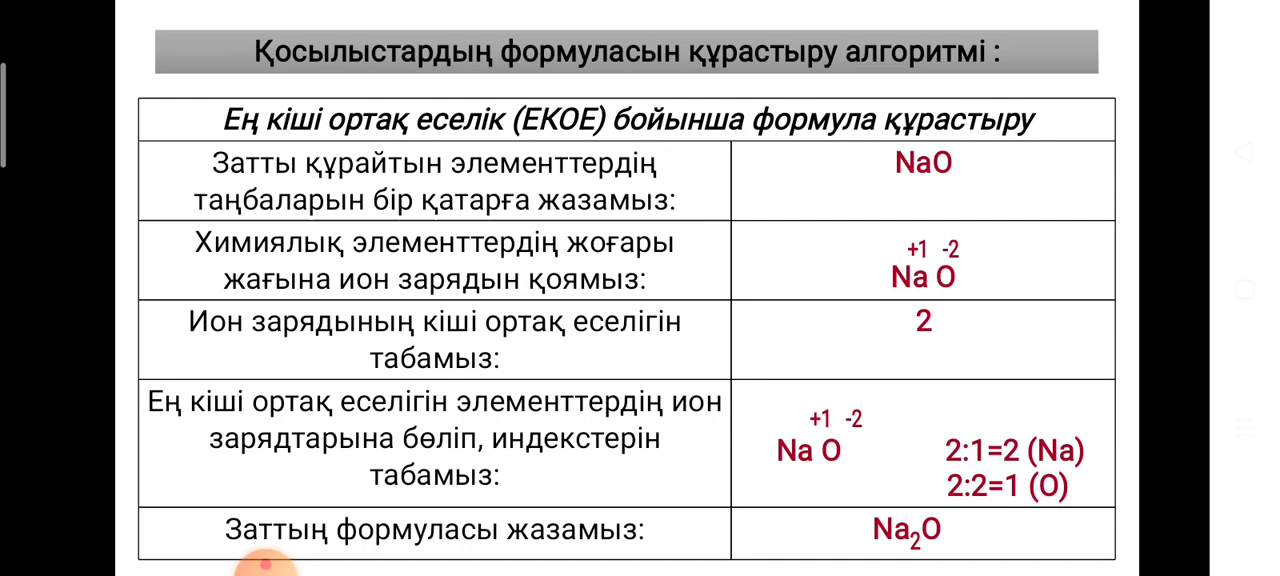 Қосылыстардың формуласын құрастыру алгоритмі :
Ең кіші ортақ еселік (ЕКОЕ) бойынша формула құрастыру
Затты құрайтын элементтердің
таңбаларын бір қатарға жазамыз:
NaO
Химиялық элементтердің жоғары
жағына ион зарядын қоямыз:
+1 -2
Na O
Ион зарядының кіші ортақ еселігін
табамыз:
2
Ең кіші ортақ еселігін элементтердің ион
зарядтарына бөліп, индекстерін
табамыз:
+1 -2
Na O 2:1=2 (Na)
2:2=1 (O)
Заттың формуласы жазамыз:
Na₂O